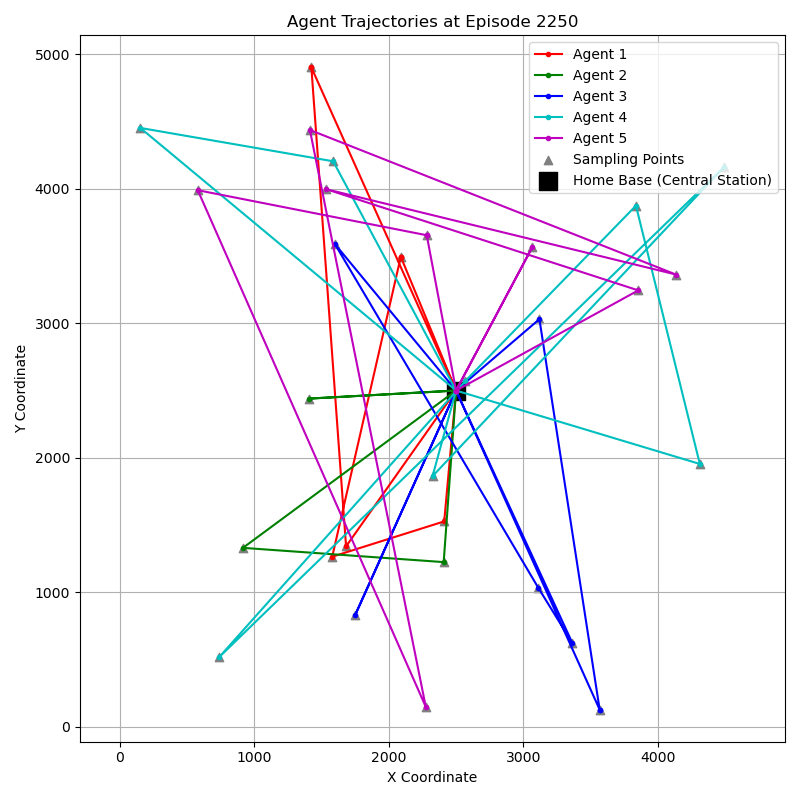 Agent Trajectories at Episode 2250
5000
4000
3000
2000
1000
0
Y Coordinate
0 1000 2000 3000 4000
X Coordinate
Agent 1
Agent 2
Agent 3
Agent 4
Agent 5
Sampling Points
Home Base (Central Station)